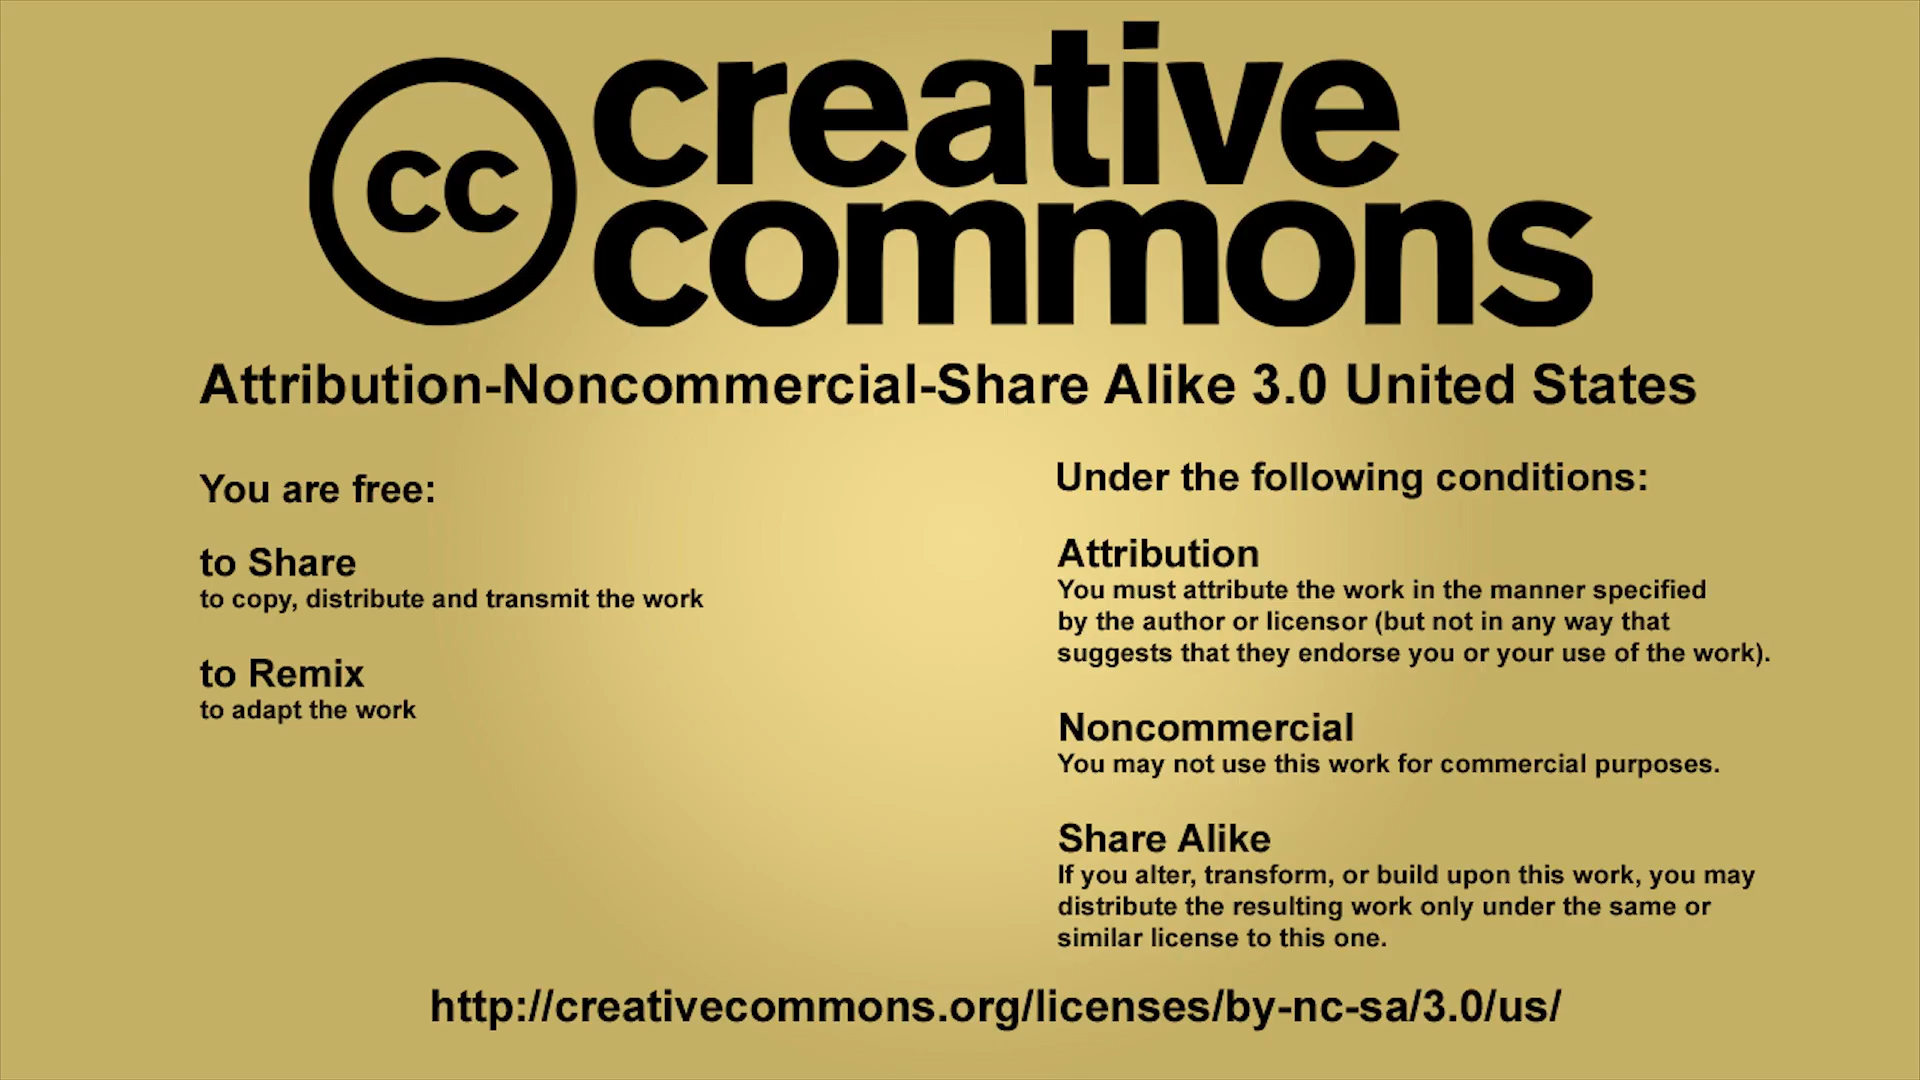 cc
creative
commons
Attribution-Noncommercial-Share Alike 3.0 United States
You are free:
to Share
to copy, distribute and transmit the work
to Remix
to adapt the work
Under the following conditions:
Attribution
You must attribute the work in the manner specified
by the author or licensor (but not in any way that
suggests that they endorse you or your use of the work).
Noncommercial
You may not use this work for commercial purposes.
Share Alike
If you alter, transform, or build upon this work, you may
distribute the resulting work only under the same or
similar license to this one.
http://creativecommons.org/licenses/by-nc-sa/3.0/us/